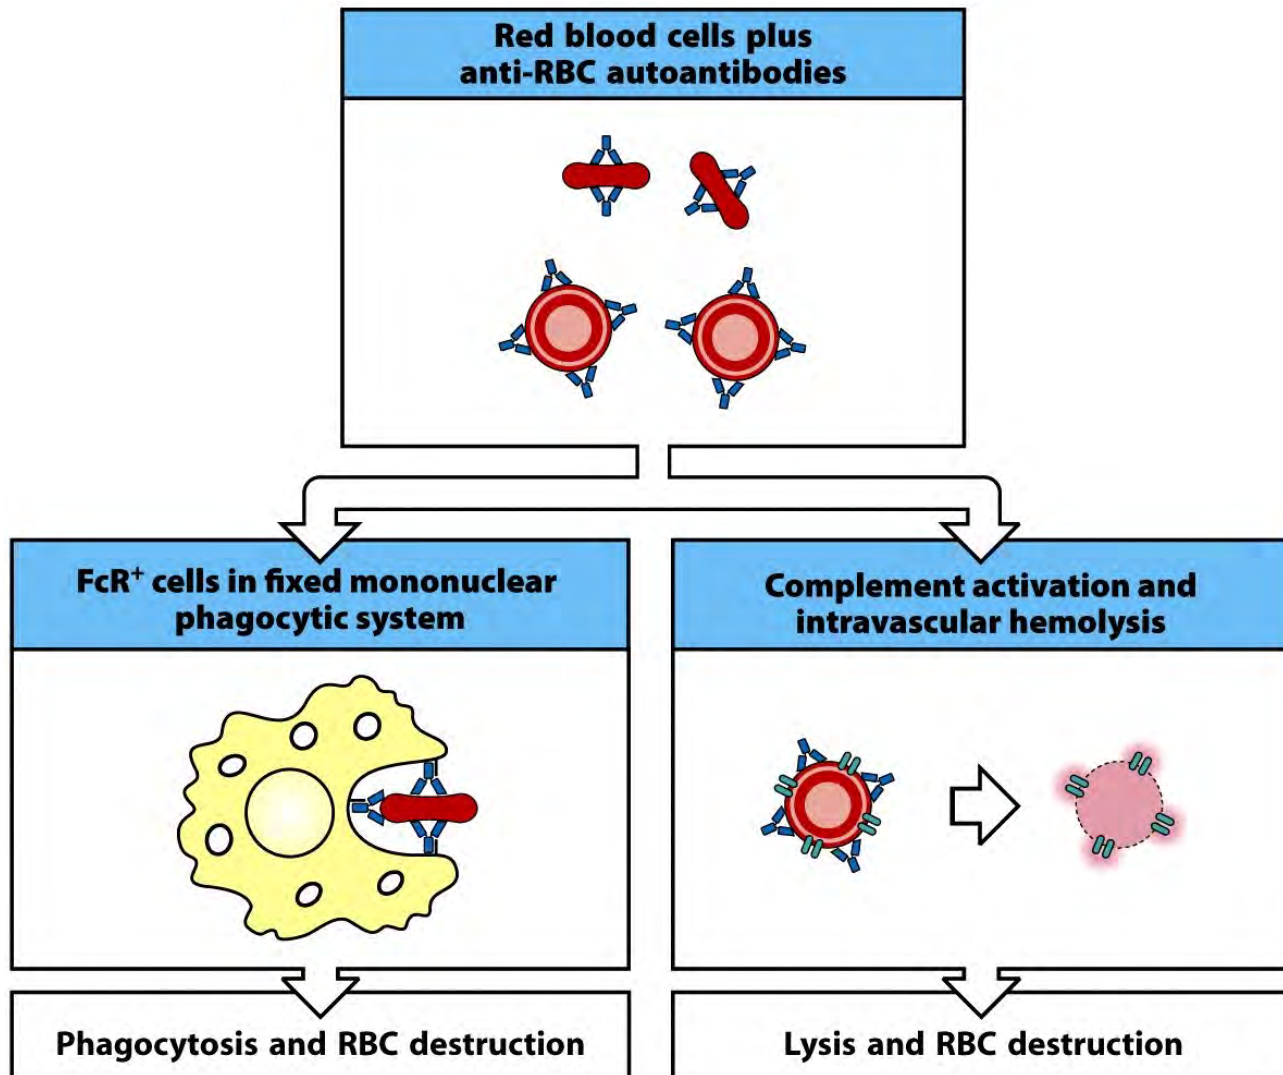 Red blood cells plus
anti-RBC autoantibodies
FcR⁺ cells in fixed mononuclear
phagocytic system
Complement activation and
intravascular hemolysis
Phagocytosis and RBC destruction
Lysis and RBC destruction